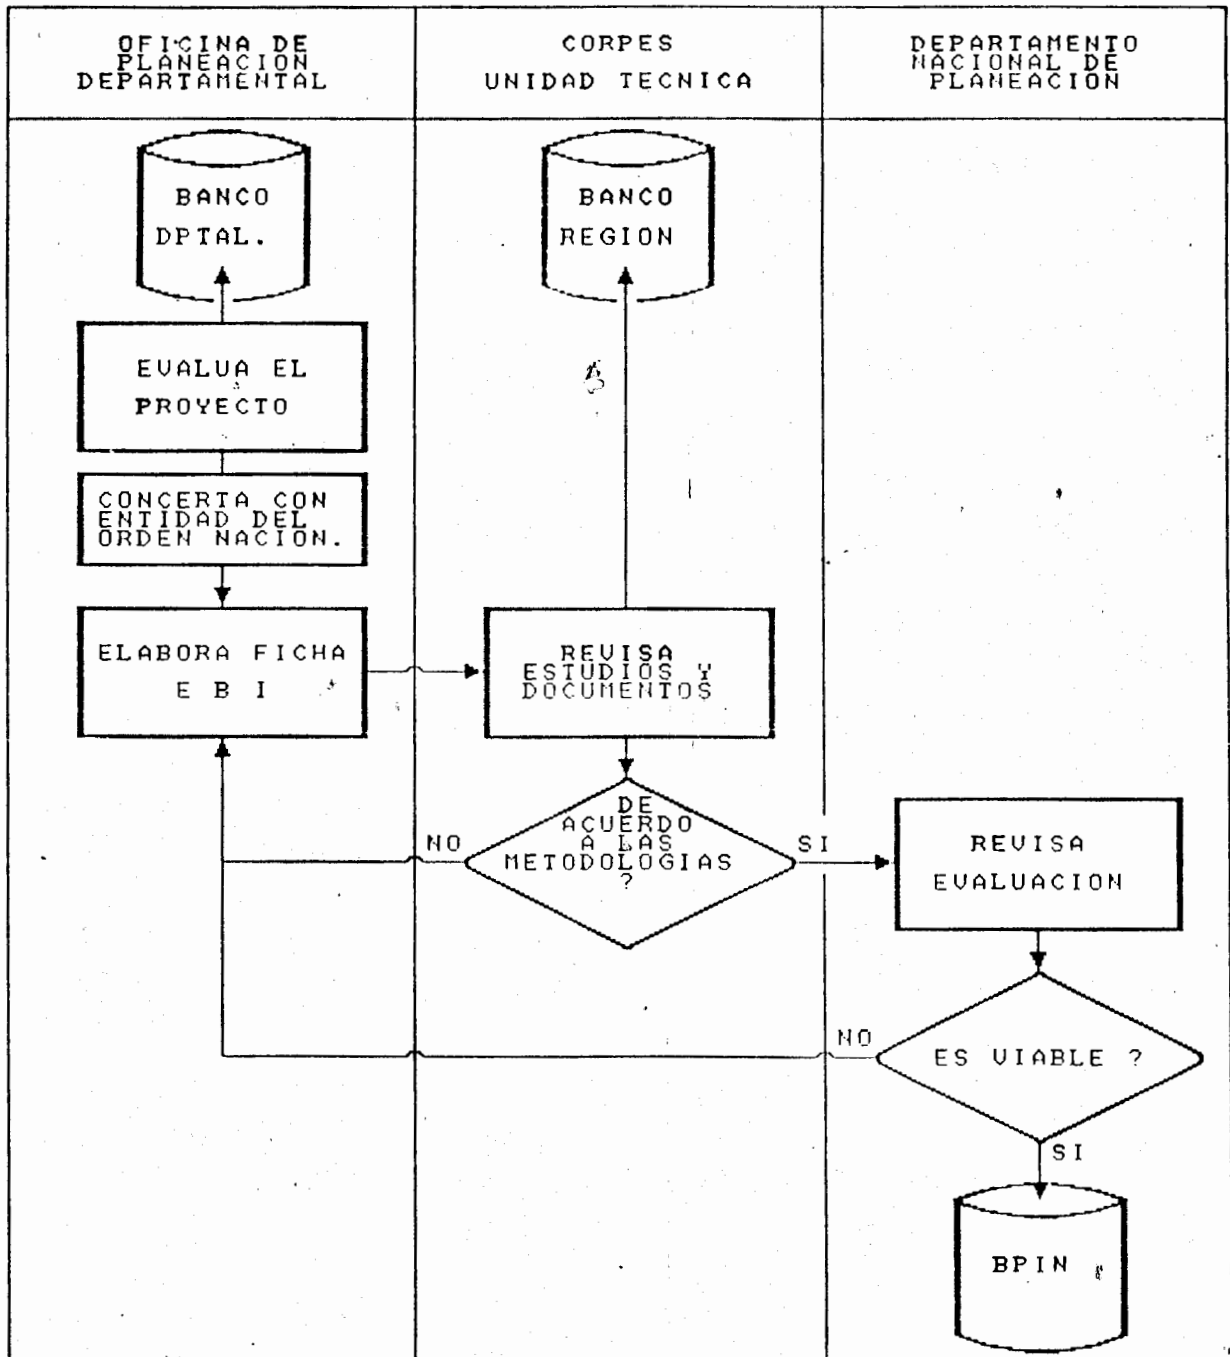 OFICINA DE
PLANEACION
DEPARTAMENTAL
CORPES
UNIDAD TECNICA
DEPARTAMENTO
NACIONAL DE
PLANEACION
BANCO
DPTAL.
BANCO
REGION
EVALUA EL
PROYECTO
CONCERTA CON
ENTIDAD DEL
ORDEN NACION.
ELABORA FICHA
E B I
REVISA
ESTUDIOS Y
DOCUMENTOS
DE
ACUERDO
A LAS
METODOLOGIAS
?
NO
SI
REVISA
EVALUACION
NO
ES VIABLE ?
SI
BPIN